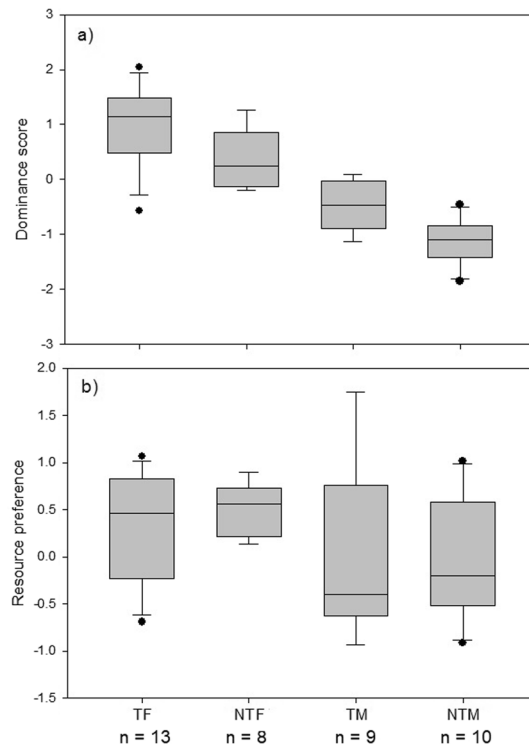 a)
3
2
1
0
-1
-2
-3
Dominance score
b)
2.0
1.5
1.0
0.5
0.0
-0.5
-1.0
-1.5
Resource preference
TF NTF TM NTM
n = 13 n = 8 n = 9 n = 10